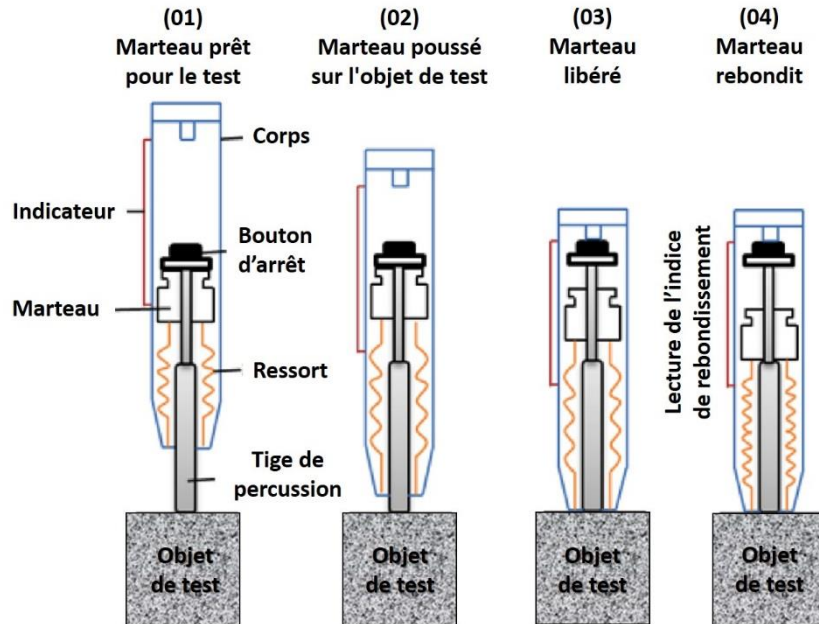 (01)
Marteau prêt
pour le test
(02)
Marteau poussé
sur l'objet de test
(03)
Marteau
libéré
(04)
Marteau
rebondit
Corps
Indicateur
Bouton
d’arrêt
Marteau
Ressort
Tige de
percussion
Lecture de l’indice
de rebondissement
Objet
de test
Objet
de test
Objet
de test
Objet
de test